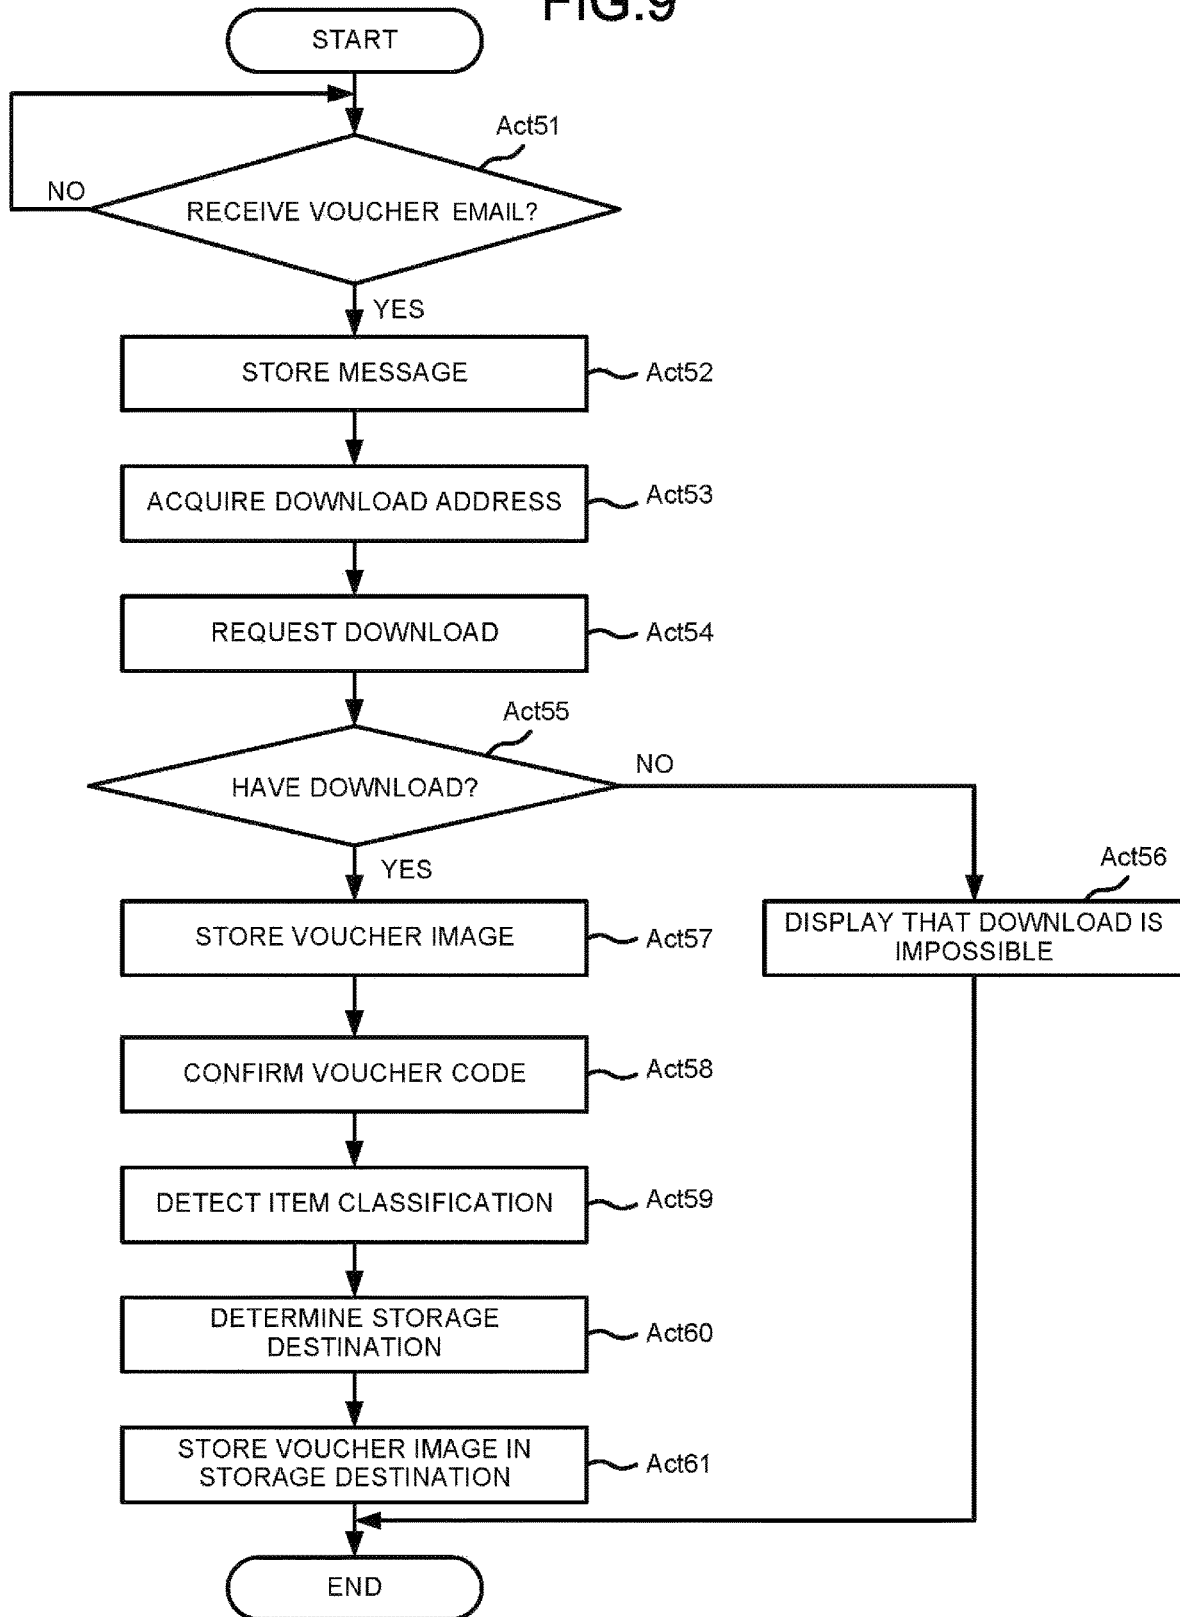 FIG.9
START
Act51
NO
RECEIVE VOUCHER EMAIL?
YES
STORE MESSAGE
Act52
ACQUIRE DOWNLOAD ADDRESS
Act53
REQUEST DOWNLOAD
Act54
Act55
HAVE DOWNLOAD?
NO
YES
Act56
STORE VOUCHER IMAGE
Act57
DISPLAY THAT DOWNLOAD IS
IMPOSSIBLE
CONFIRM VOUCHER CODE
Act58
DETECT ITEM CLASSIFICATION
Act59
DETERMINE STORAGE
DESTINATION
Act60
STORE VOUCHER IMAGE IN
STORAGE DESTINATION
Act61
END